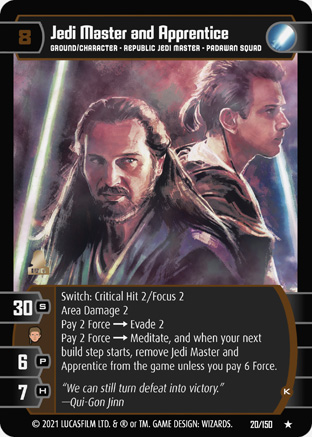 8
Jedi Master and Apprentice
GROUND/CHARACTER • REPUBLIC JEDI MASTER • PADAWAN SQUAD
30 S
6 P
7 H
Switch: Critical Hit 2/Focus 2
Area Damage 2
Pay 2 Force → Evade 2
Pay 2 Force → Meditate, and when your
next build step starts, remove Jedi Master and
Apprentice from the game unless you pay 6 Force.
“We can still turn defeat into victory.”
—Qui-Gon Jinn
K
© 2021 LUCASFILM LTD. & ® or TM. GAME DESIGN: WIZARDS.
20/150